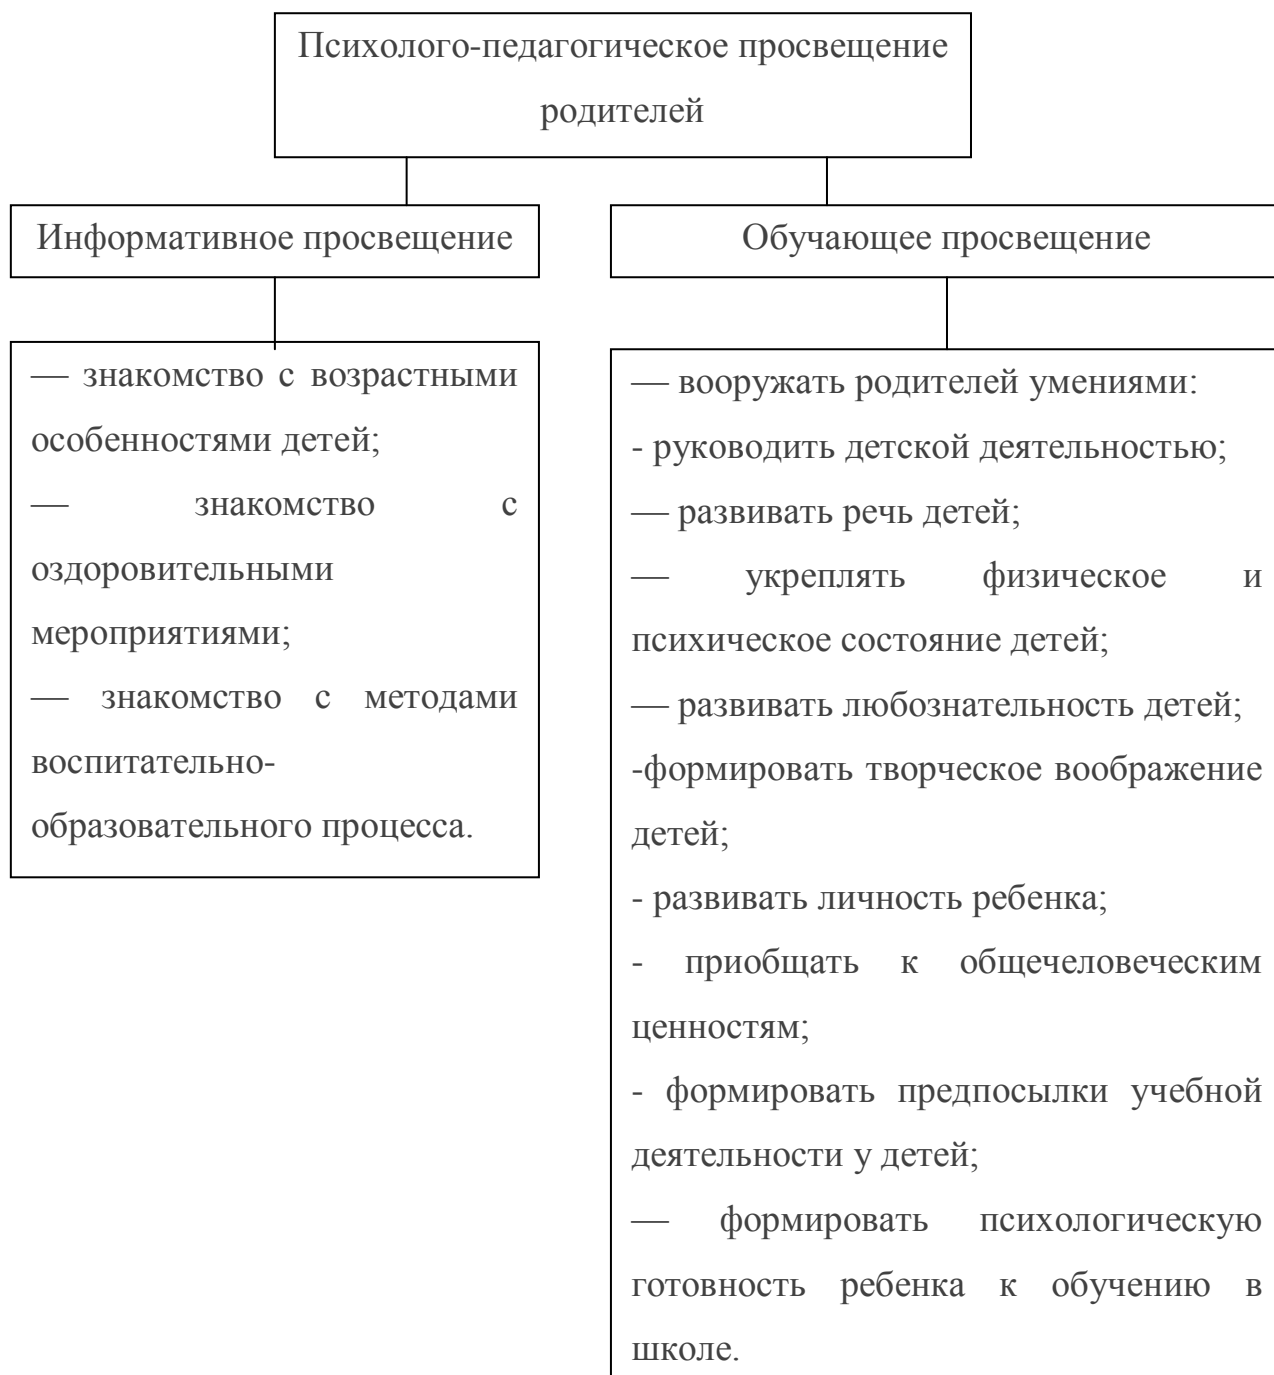 Психолого-педагогическое просвещение
родителей
Информативное просвещение
Обучающее просвещение
— знакомство с возрастными
особенностями детей;
— знакомство с
оздоровительными
мероприятиями;
— знакомство с методами
воспитательно-
образовательного процесса.
— вооружать родителей умениями:
- руководить детской деятельностью;
— развивать речь детей;
— укреплять физическое и
психическое состояние детей;
— развивать любознательность детей;
-формировать творческое воображение
детей;
- развивать личность ребенка;
- приобщать к общечеловеческим
ценностям;
- формировать предпосылки учебной
деятельности у детей;
— формировать психологическую
готовность ребенка к обучению в
школе.